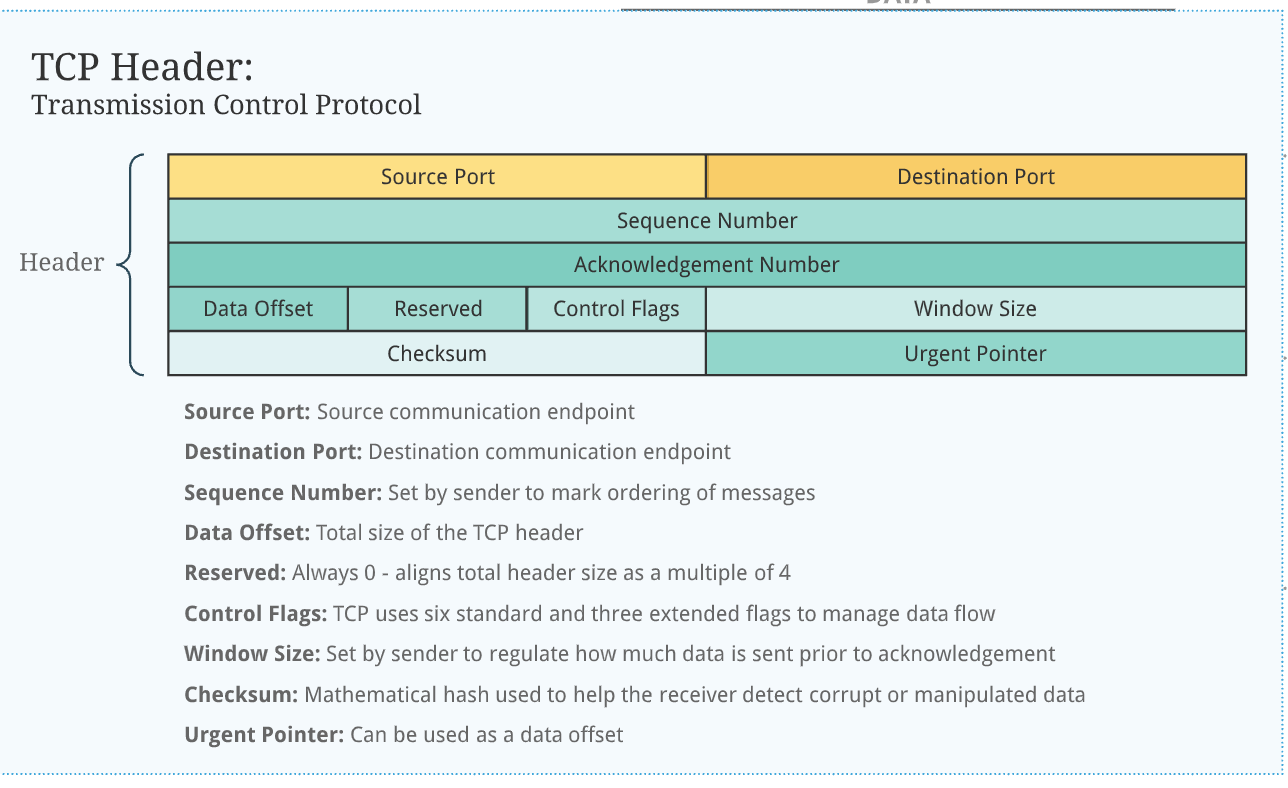 DATA
TCP Header:
Transmission Control Protocol
Source Port
Destination Port
Sequence Number
Header
Acknowledgement Number
Data Offset
Reserved
Control Flags
Window Size
Checksum
Urgent Pointer
Source Port: Source communication endpoint
Destination Port: Destination communication endpoint
Sequence Number: Set by sender to mark ordering of messages
Data Offset: Total size of the TCP header
Reserved: Always 0 - aligns total header size as a multiple of 4
Control Flags: TCP uses six standard and three extended flags to manage data flow
Window Size: Set by sender to regulate how much data is sent prior to acknowledgement
Checksum: Mathematical hash used to help the receiver detect corrupt or manipulated data
Urgent Pointer: Can be used as a data offset